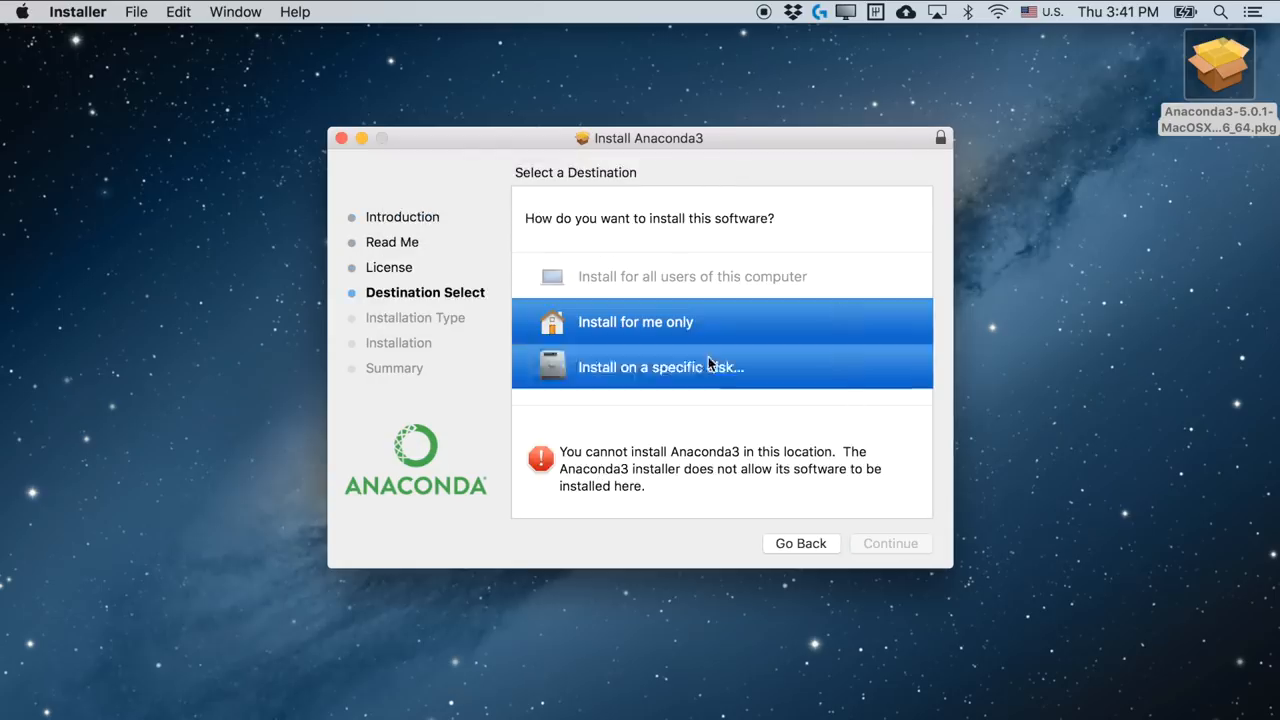 Installer File Edit Window Help U.S. Thu 3:41 PM
Anaconda3-5.0.1-
MacOSX...6_64.pkg
Install Anaconda3
Select a Destination
Introduction
Read Me
License
Destination Select
Installation Type
Installation
Summary
ANACONDA
How do you want to install this software?
Install for all users of this computer
Install for me only
Install on a specific disk...
You cannot install Anaconda3 in this location. The
Anaconda3 installer does not allow its software to be
installed here.
Go Back Continue